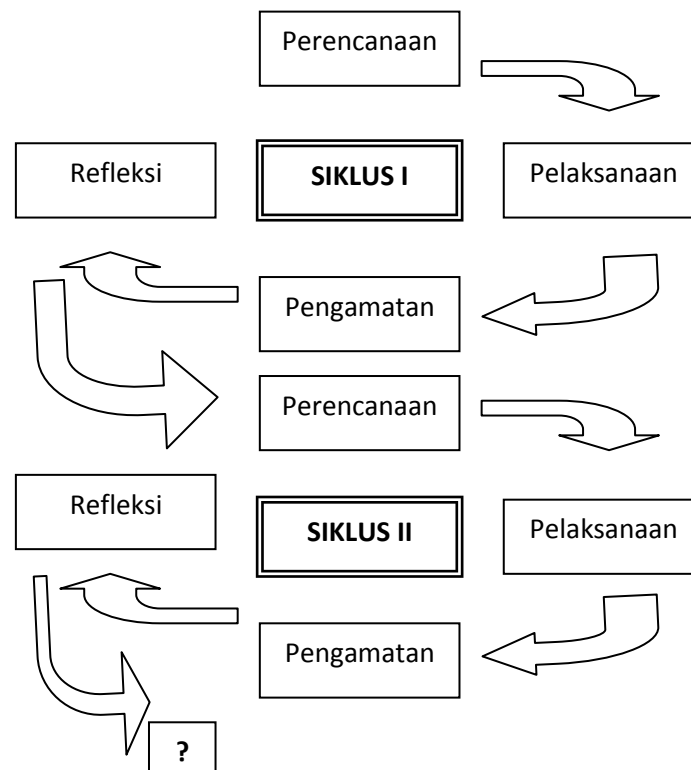 Perencanaan
Refleksi
SIKLUS I
Pelaksanaan
Pengamatan
Perencanaan
Refleksi
SIKLUS II
Pelaksanaan
Pengamatan
?